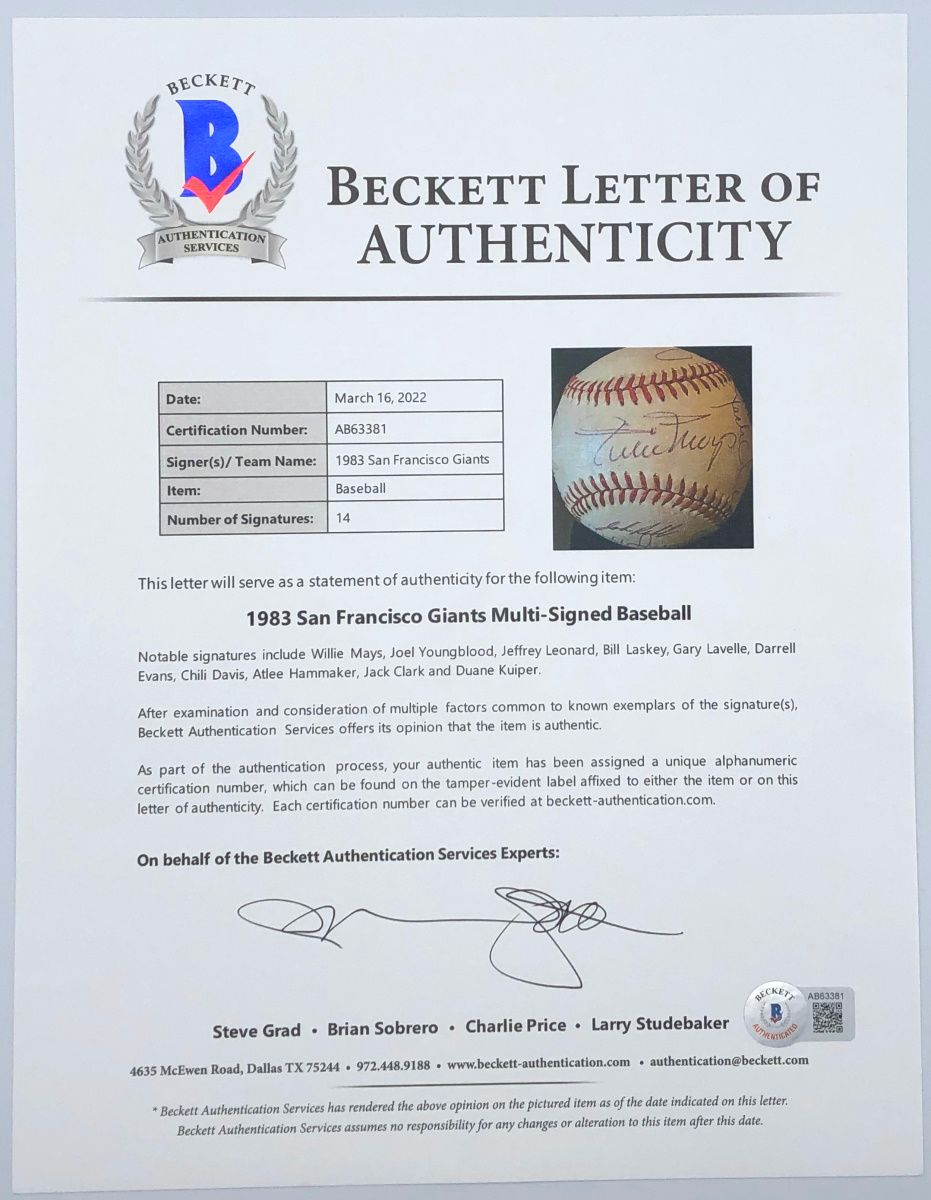 BECKETT
B
AUTHENTICATION
SERVICES
BECKETT LETTER OF
AUTHENTICITY
Date: March 16, 2022
Certification Number: AB63381
Signer(s)/ Team Name: 1983 San Francisco Giants
Item: Baseball
Number of Signatures: 14
Willie Mays
This letter will serve as a statement of authenticity for the following item:
1983 San Francisco Giants Multi-Signed Baseball
Notable signatures include Willie Mays, Joel Youngblood, Jeffrey Leonard, Bill Laskey, Gary Lavelle, Darrell
Evans, Chili Davis, Atlee Hammaker, Jack Clark and Duane Kuiper.
After examination and consideration of multiple factors common to known exemplars of the signature(s),
Beckett Authentication Services offers its opinion that the item is authentic.
As part of the authentication process, your authentic item has been assigned a unique alphanumeric
certification number, which can be found on the tamper-evident label affixed to either the item or on this
letter of authenticity. Each certification number can be verified at beckett-authentication.com.
On behalf of the Beckett Authentication Services Experts:
Steve Grad • Brian Sobrero • Charlie Price • Larry Studebaker
BECKETT
B
AUTHENTICATED
AB63381
4635 McEwen Road, Dallas TX 75244 • 972.448.9188 • www.beckett-authentication.com • authentication@beckett.com
* Beckett Authentication Services has rendered the above opinion on the pictured item as of the date indicated on this letter.
Beckett Authentication Services assumes no responsibility for any changes or alteration to this item after this date.